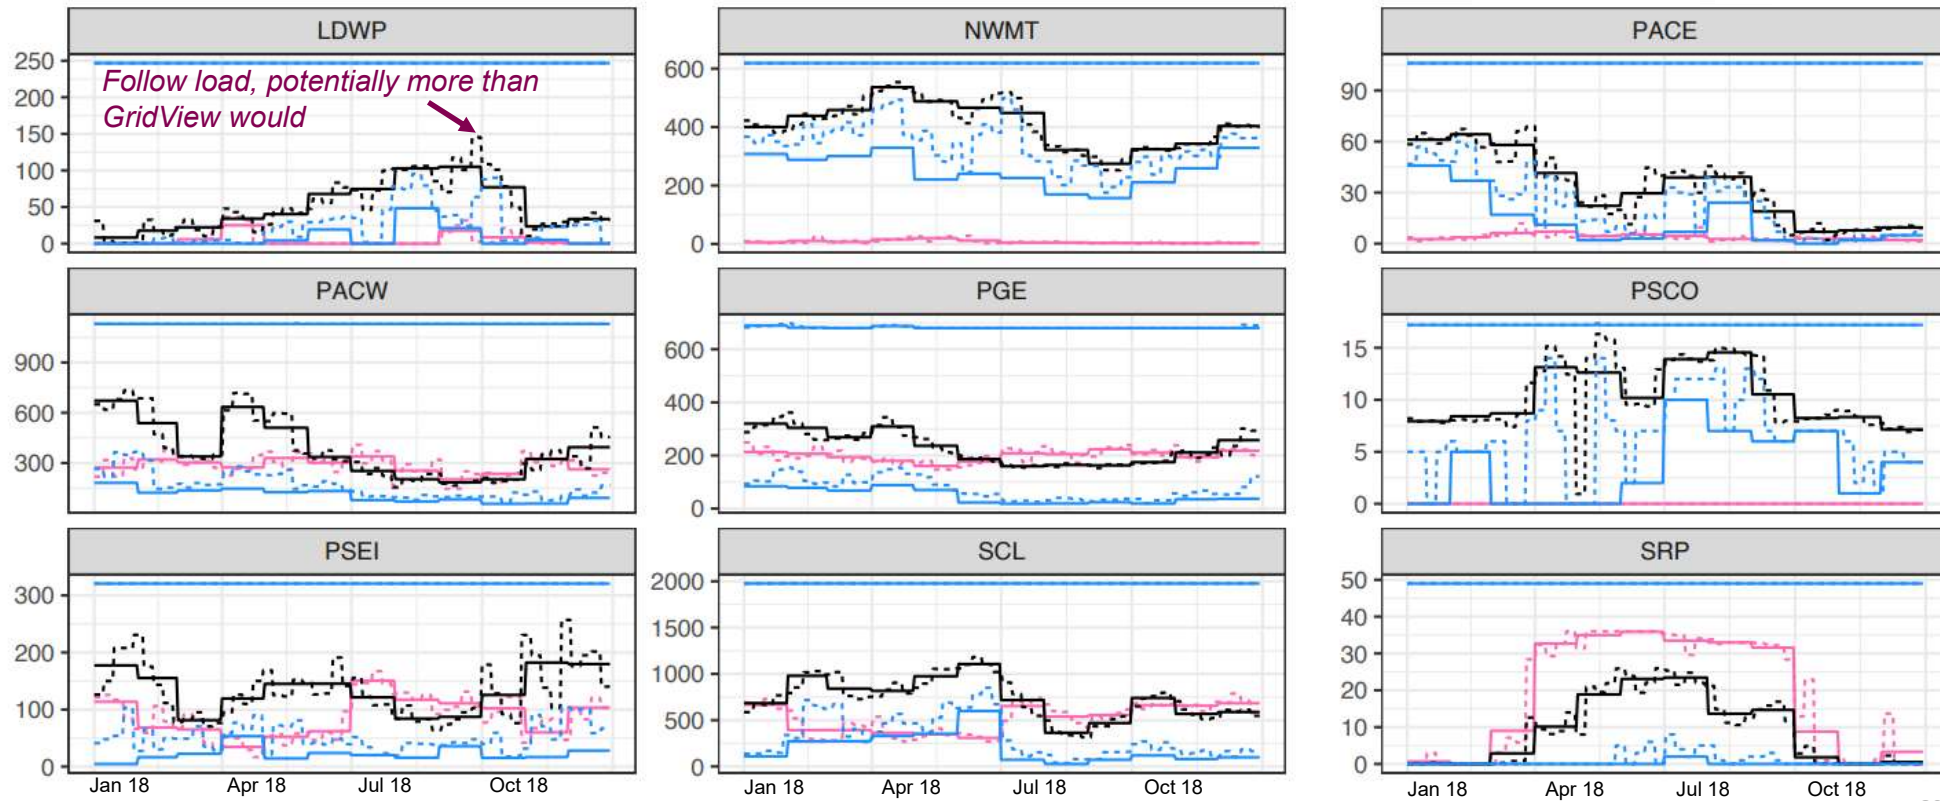 LDWP
NWMT
PACE
250
200
150
100
50
0
Follow load, potentially more than
GridView would
600
400
200
0
90
60
30
0
PACW
PGE
PSCO
900
600
300
600
400
200
0
15
10
5
0
PSEI
SCL
SRP
300
200
100
0
2000
1500
1000
500
0
50
40
30
20
10
0
Jan 18 Apr 18 Jul 18 Oct 18
Jan 18 Apr 18 Jul 18 Oct 18
Jan 18 Apr 18 Jul 18 Oct 18